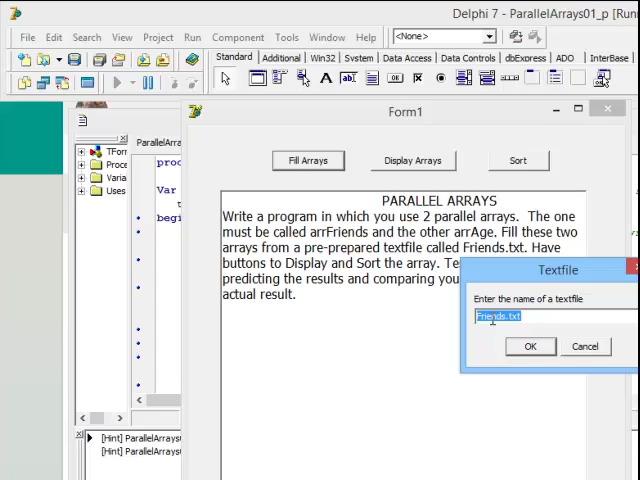 Delphi 7 - ParallelArrays01_p [Run
File Edit Search View Project Run Component Tools Window Help <None>
Standard Additional Win32 System Data Access Data Controls dbExpress ADO InterBase
Form1
ParallelArra
TForm
Proce
Varia
Uses
proc
Var
t
begi
Fill Arrays Display Arrays Sort
PARALLEL ARRAYS
Write a program in which you use 2 parallel arrays. The one
must be called arrFriends and the other arrAge. Fill these two
arrays from a pre-prepared textfile called Friends.txt. Have
buttons to Display and Sort the array. Te
predicting the results and comparing you
actual result.
Textfile
Enter the name of a textfile
Friends.txt
OK Cancel
[Hint] ParallelArrays
[Hint] ParallelArrays